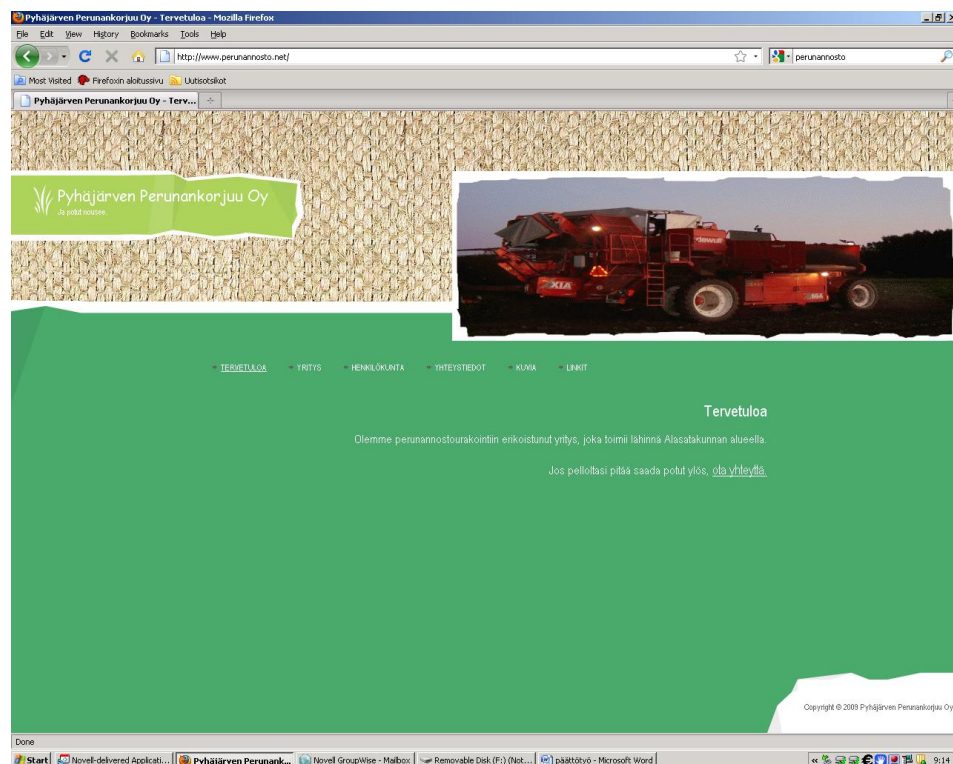 Pyhäjärven Perunankorjuu Oy - Tervetuloa - Mozilla Firefox
File Edit View History Bookmarks Tools Help
http://www.perunannosto.net/
perunannosto
Most Visited Firefoxin aloitussivu Uutisotsikot
Pyhäjärven Perunankorjuu Oy - Terv...
Pyhäjärven Perunankorjuu Oy
Ja potut nousee.
DEWULF
TERVETULOA YRITYS HENKILÖKUNTA YHTEYSTIEDOT KUVIA LINKIT
Tervetuloa
Olemme perunannostourakointiin erikoistunut yritys, joka toimii lähinnä Alasatakunnan alueella.
Jos pelloltasi pitää saada potut ylös, ota yhteyttä.
Copyright © 2009 Pyhäjärven Perunankorjuu Oy
Done
Start Novell-delivered Applicati... Pyhäjärven Perunank... Novell GroupWise - Mailbox Removable Disk (F:) (Not... päättötyö - Microsoft Word 9:14